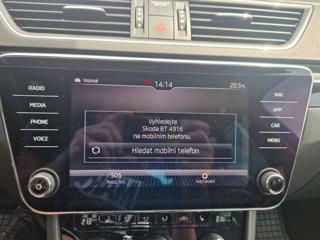 RADIO
MEDIA
PHONE
VOICE
Normal
14:14
20.5
NAV
APP
CAR
MENU
Vyhledejte
Skoda BT 4916
na mobilním telefonu.
Hledat mobilní telefon
SOS